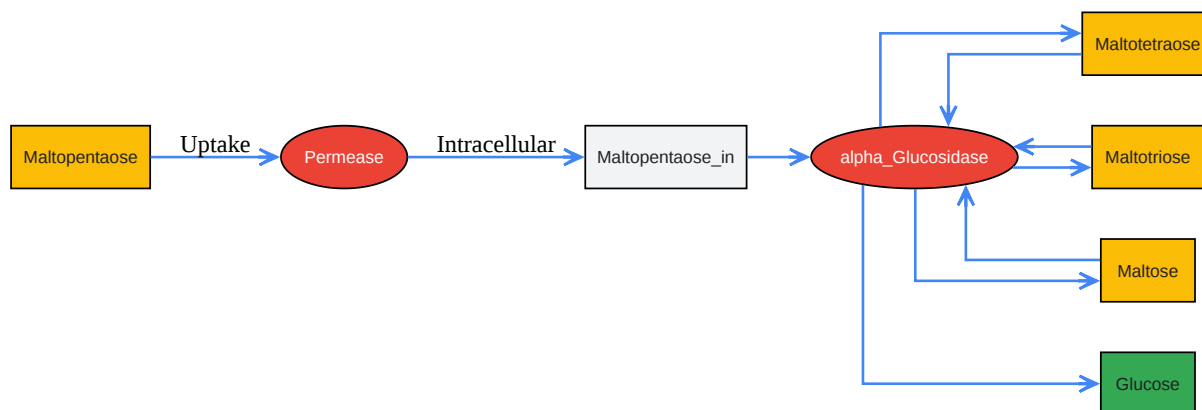 Maltotetraose
Maltopentaose
Uptake
Permease
Intracellular
Maltopentaose_in
alpha_Glucosidase
Maltotriose
Maltose
Glucose